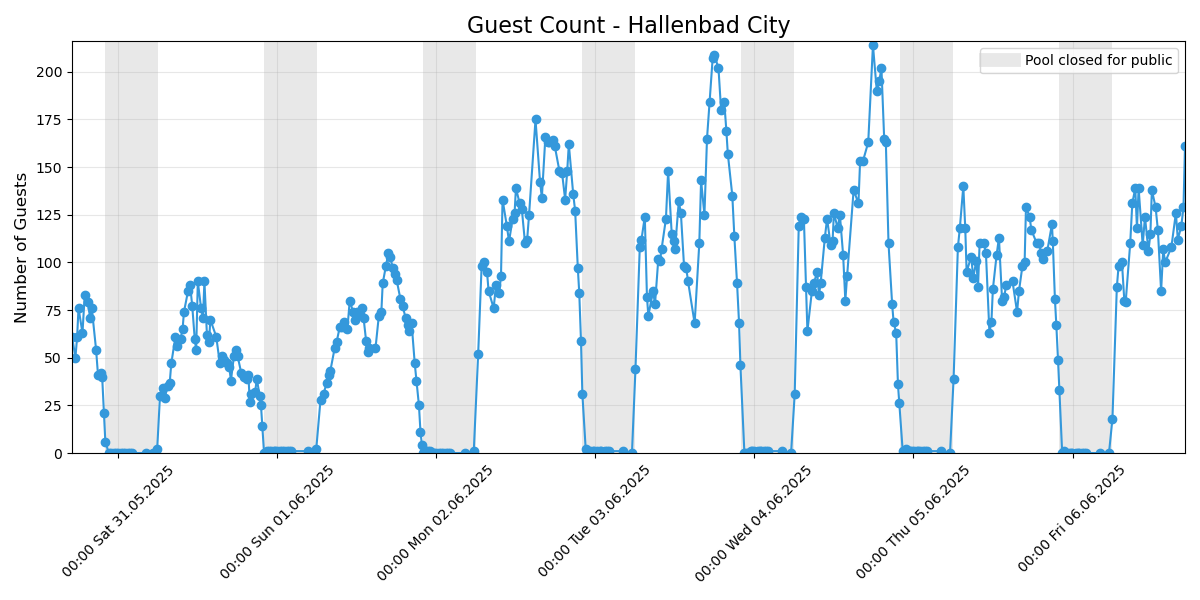 Guest Count - Hallenbad City
Pool closed for public
Number of Guests
200
175
150
125
100
75
50
25
0
00:00 Sat 31.05.2025
00:00 Sun 01.06.2025
00:00 Mon 02.06.2025
00:00 Tue 03.06.2025
00:00 Wed 04.06.2025
00:00 Thu 05.06.2025
00:00 Fri 06.06.2025